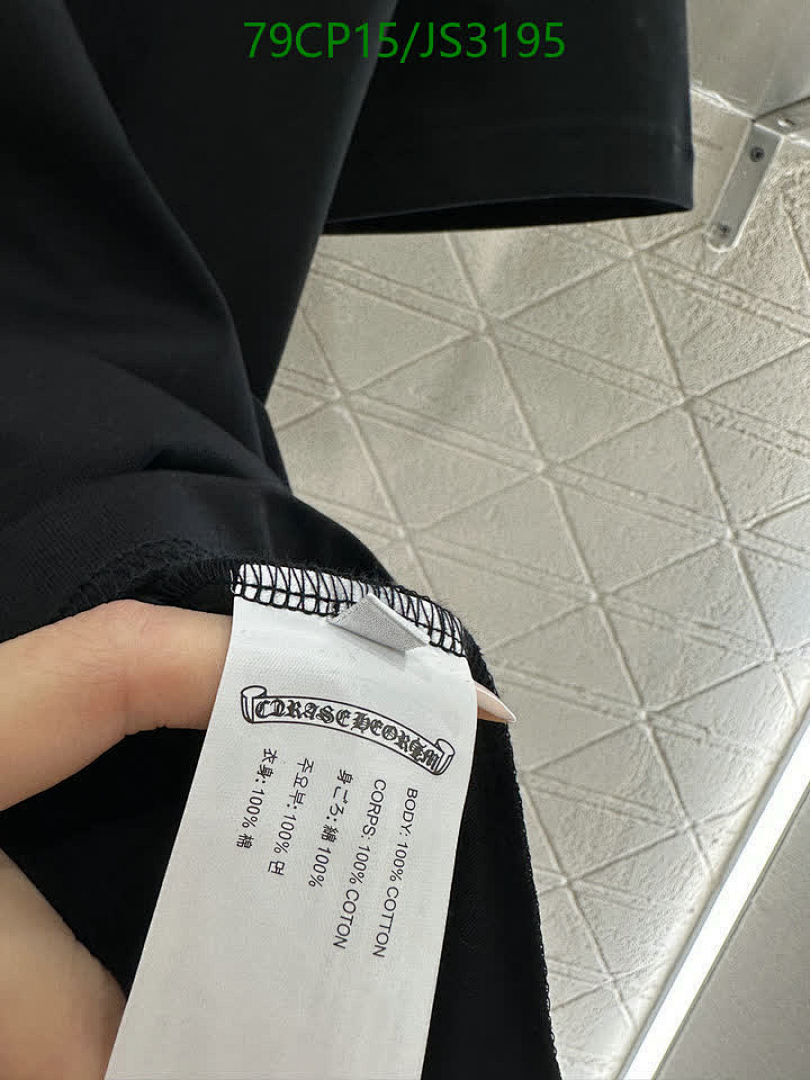 79CP15/JS3195
CDRASEHEORTM
BODY: 100% COTTON
CORPS: 100% COTON
身ごろ: 綿 100%
주요부: 100% 면
衣身: 100% 棉